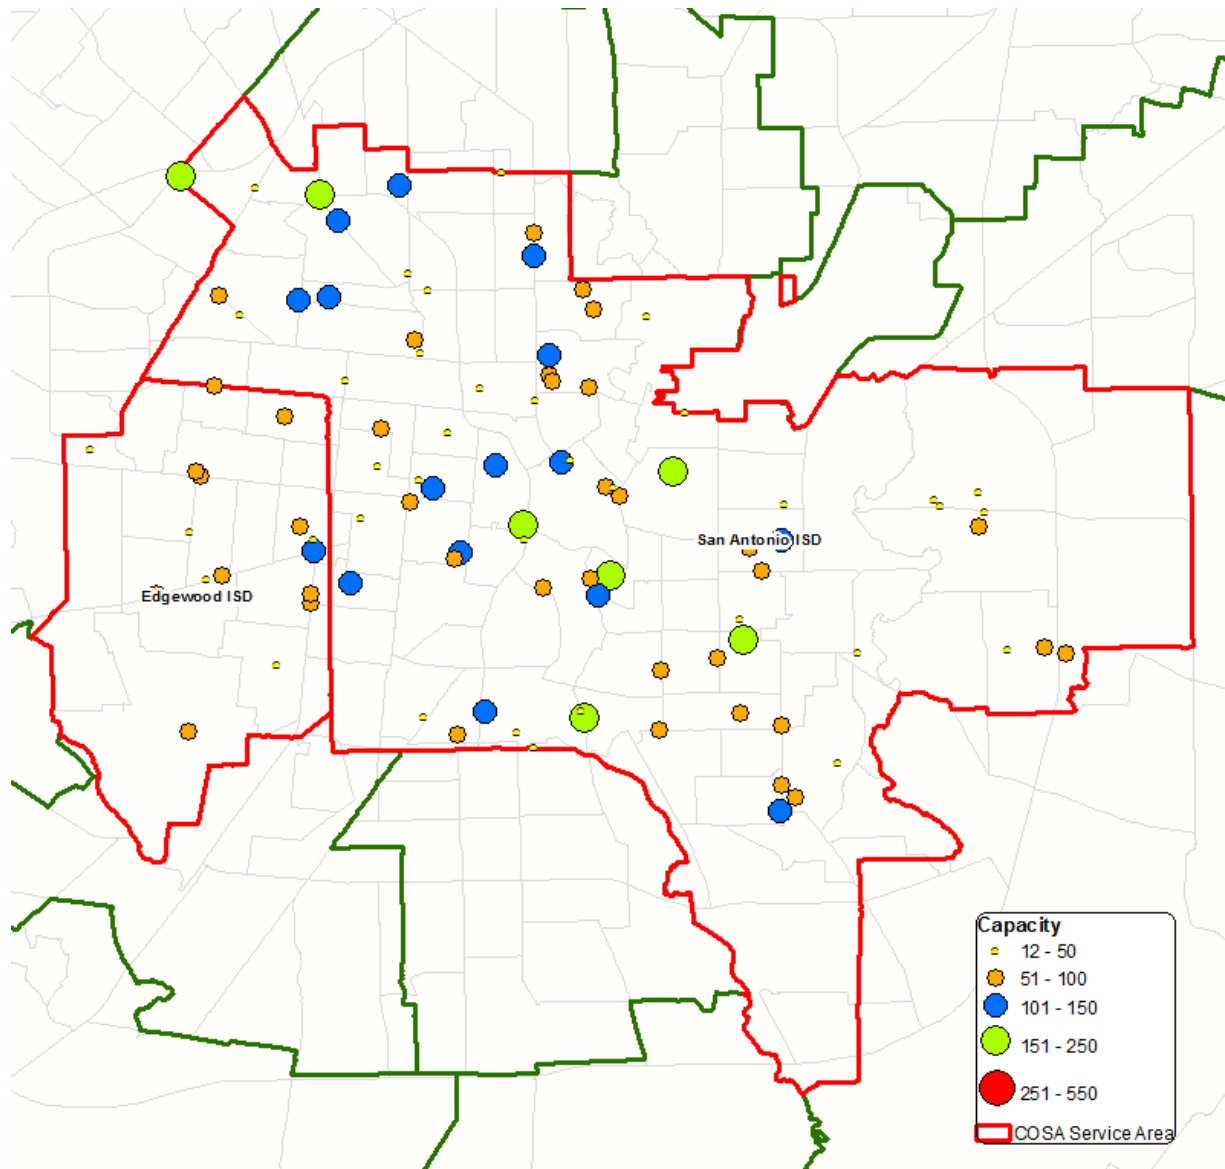 San Antonio ISD
Edgewood ISD
Capacity
12 - 50
51 - 100
101 - 150
151 - 250
251 - 550
COSA Service Area